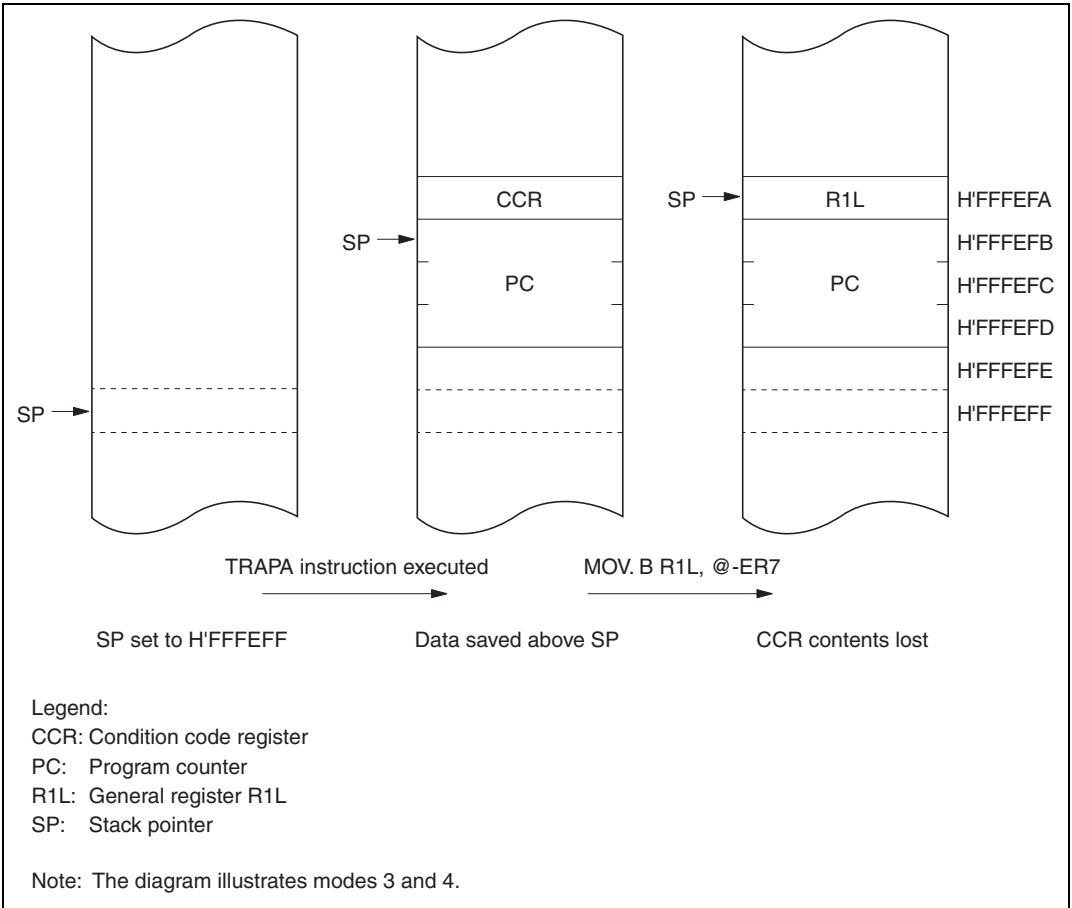 CCR
SP
R1L
H'FFFEFA
SP
H'FFFEFB
PC
PC
H'FFFEFC
H'FFFEFD
H'FFFEFE
SP
H'FFFEFF
TRAPA instruction executed
MOV. B R1L, @-ER7
SP set to H'FFFEFF
Data saved above SP
CCR contents lost
Legend:
CCR: Condition code register
PC: Program counter
R1L: General register R1L
SP: Stack pointer
Note: The diagram illustrates modes 3 and 4.